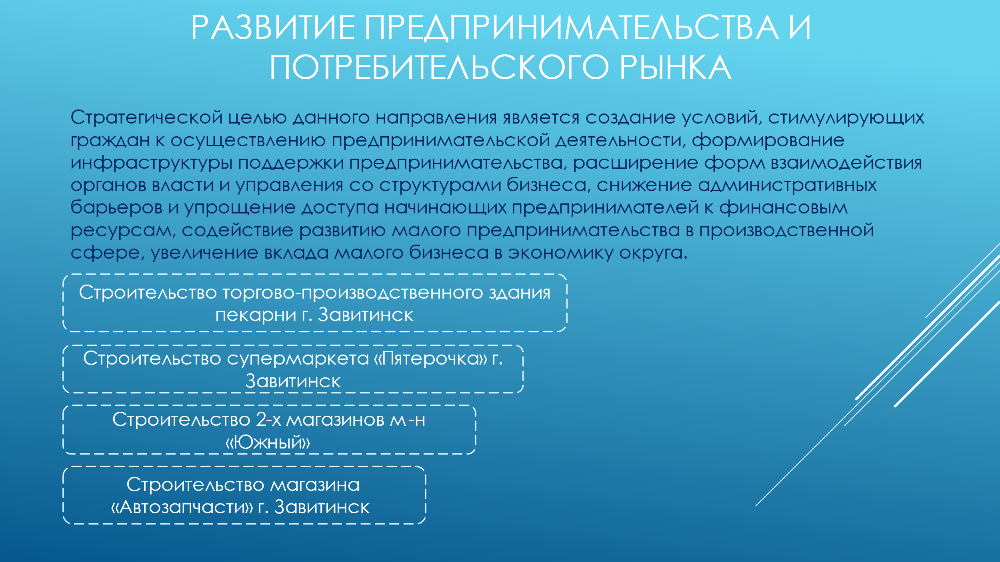 РАЗВИТИЕ ПРЕДПРИНИМАТЕЛЬСТВА И
ПОТРЕБИТЕЛЬСКОГО РЫНКА
Стратегической целью данного направления является создание условий, стимулирующих
граждан к осуществлению предпринимательской деятельности, формирование
инфраструктуры поддержки предпринимательства, расширение форм взаимодействия
органов власти и управления со структурами бизнеса, снижение административных
барьеров и упрощение доступа начинающих предпринимателей к финансовым
ресурсам, содействие развитию малого предпринимательства в производственной
сфере, увеличение вклада малого бизнеса в экономику округа.
Строительство торгово-производственного здания
пекарни г. Завитинск
Строительство супермаркета «Пятерочка» г.
Завитинск
Строительство 2-х магазинов м-н
«Южный»
Строительство магазина
«Автозапчасти» г. Завитинск